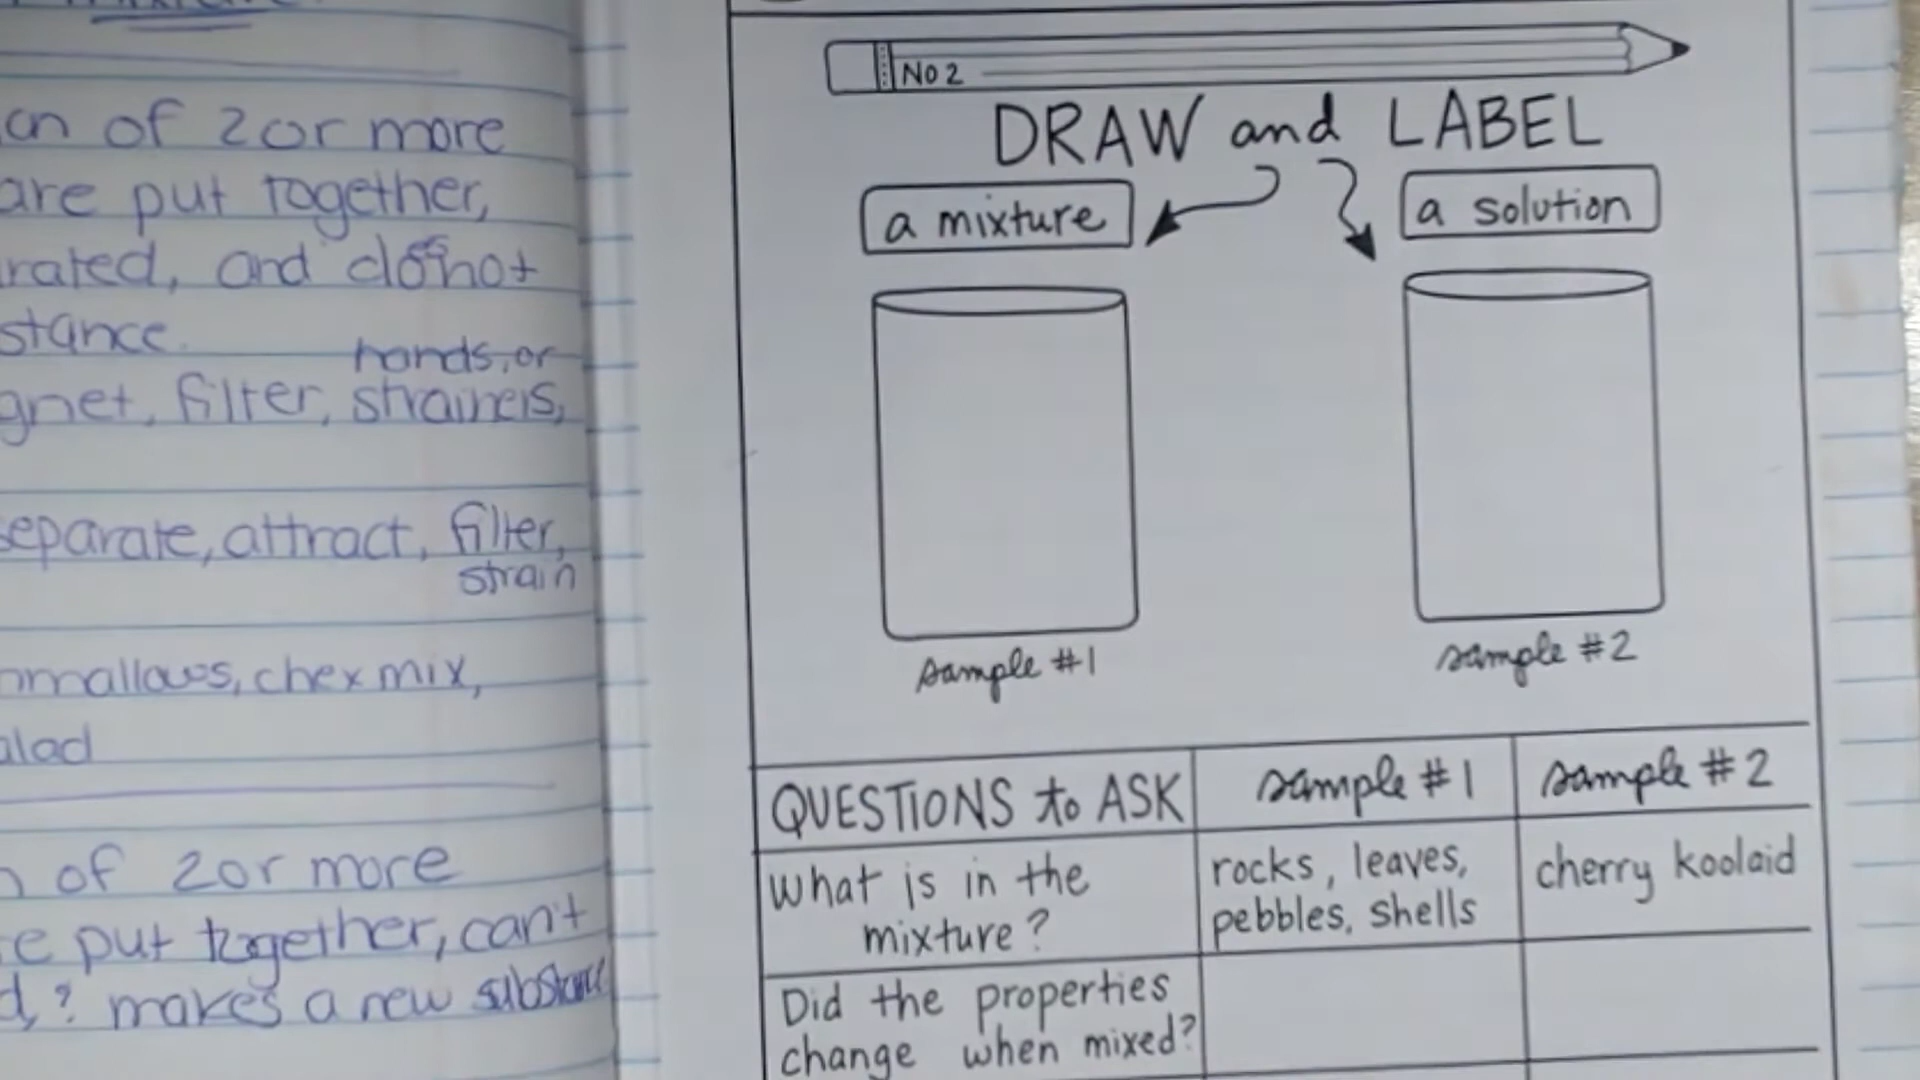 on of 2 or more
are put together,
rated, and does not
stance.
hands, or
gnet, filter, strainers,
separate, attract, filter,
strain
mallows, chex mix,
alad
n of 2 or more
e put together, can't
d, ? makes a new substance
No 2
DRAW and LABEL
a mixture
a solution
sample #1
sample #2
QUESTIONS to ASK
sample #1
sample #2
What is in the
mixture?
rocks, leaves,
pebbles, shells
cherry koolaid
Did the properties
change when mixed?